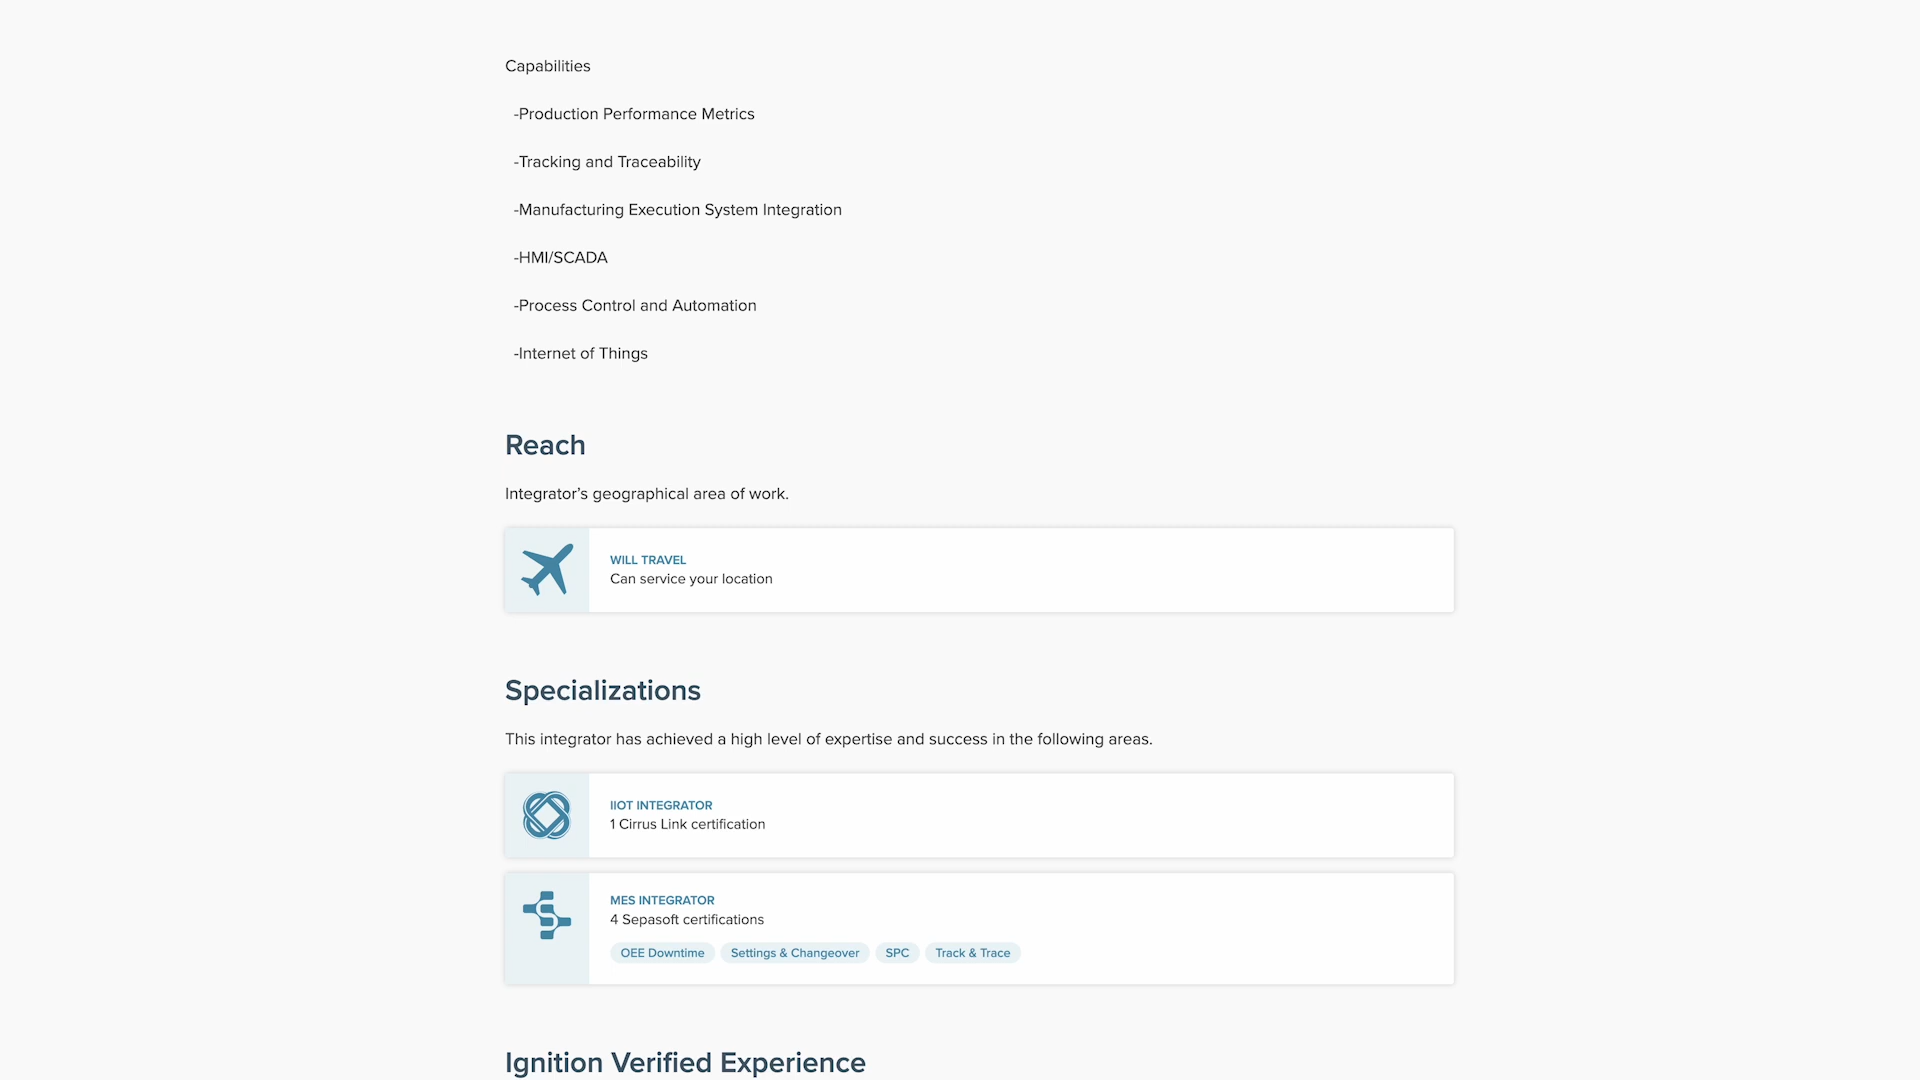 Capabilities
-Production Performance Metrics
-Tracking and Traceability
-Manufacturing Execution System Integration
-HMI/SCADA
-Process Control and Automation
-Internet of Things
Reach
Integrator’s geographical area of work.
WILL TRAVEL
Can service your location
Specializations
This integrator has achieved a high level of expertise and success in the following areas.
IIOT INTEGRATOR
1 Cirrus Link certification
MES INTEGRATOR
4 Sepasoft certifications
OEE Downtime Settings & Changeover SPC Track & Trace
Ignition Verified Experience